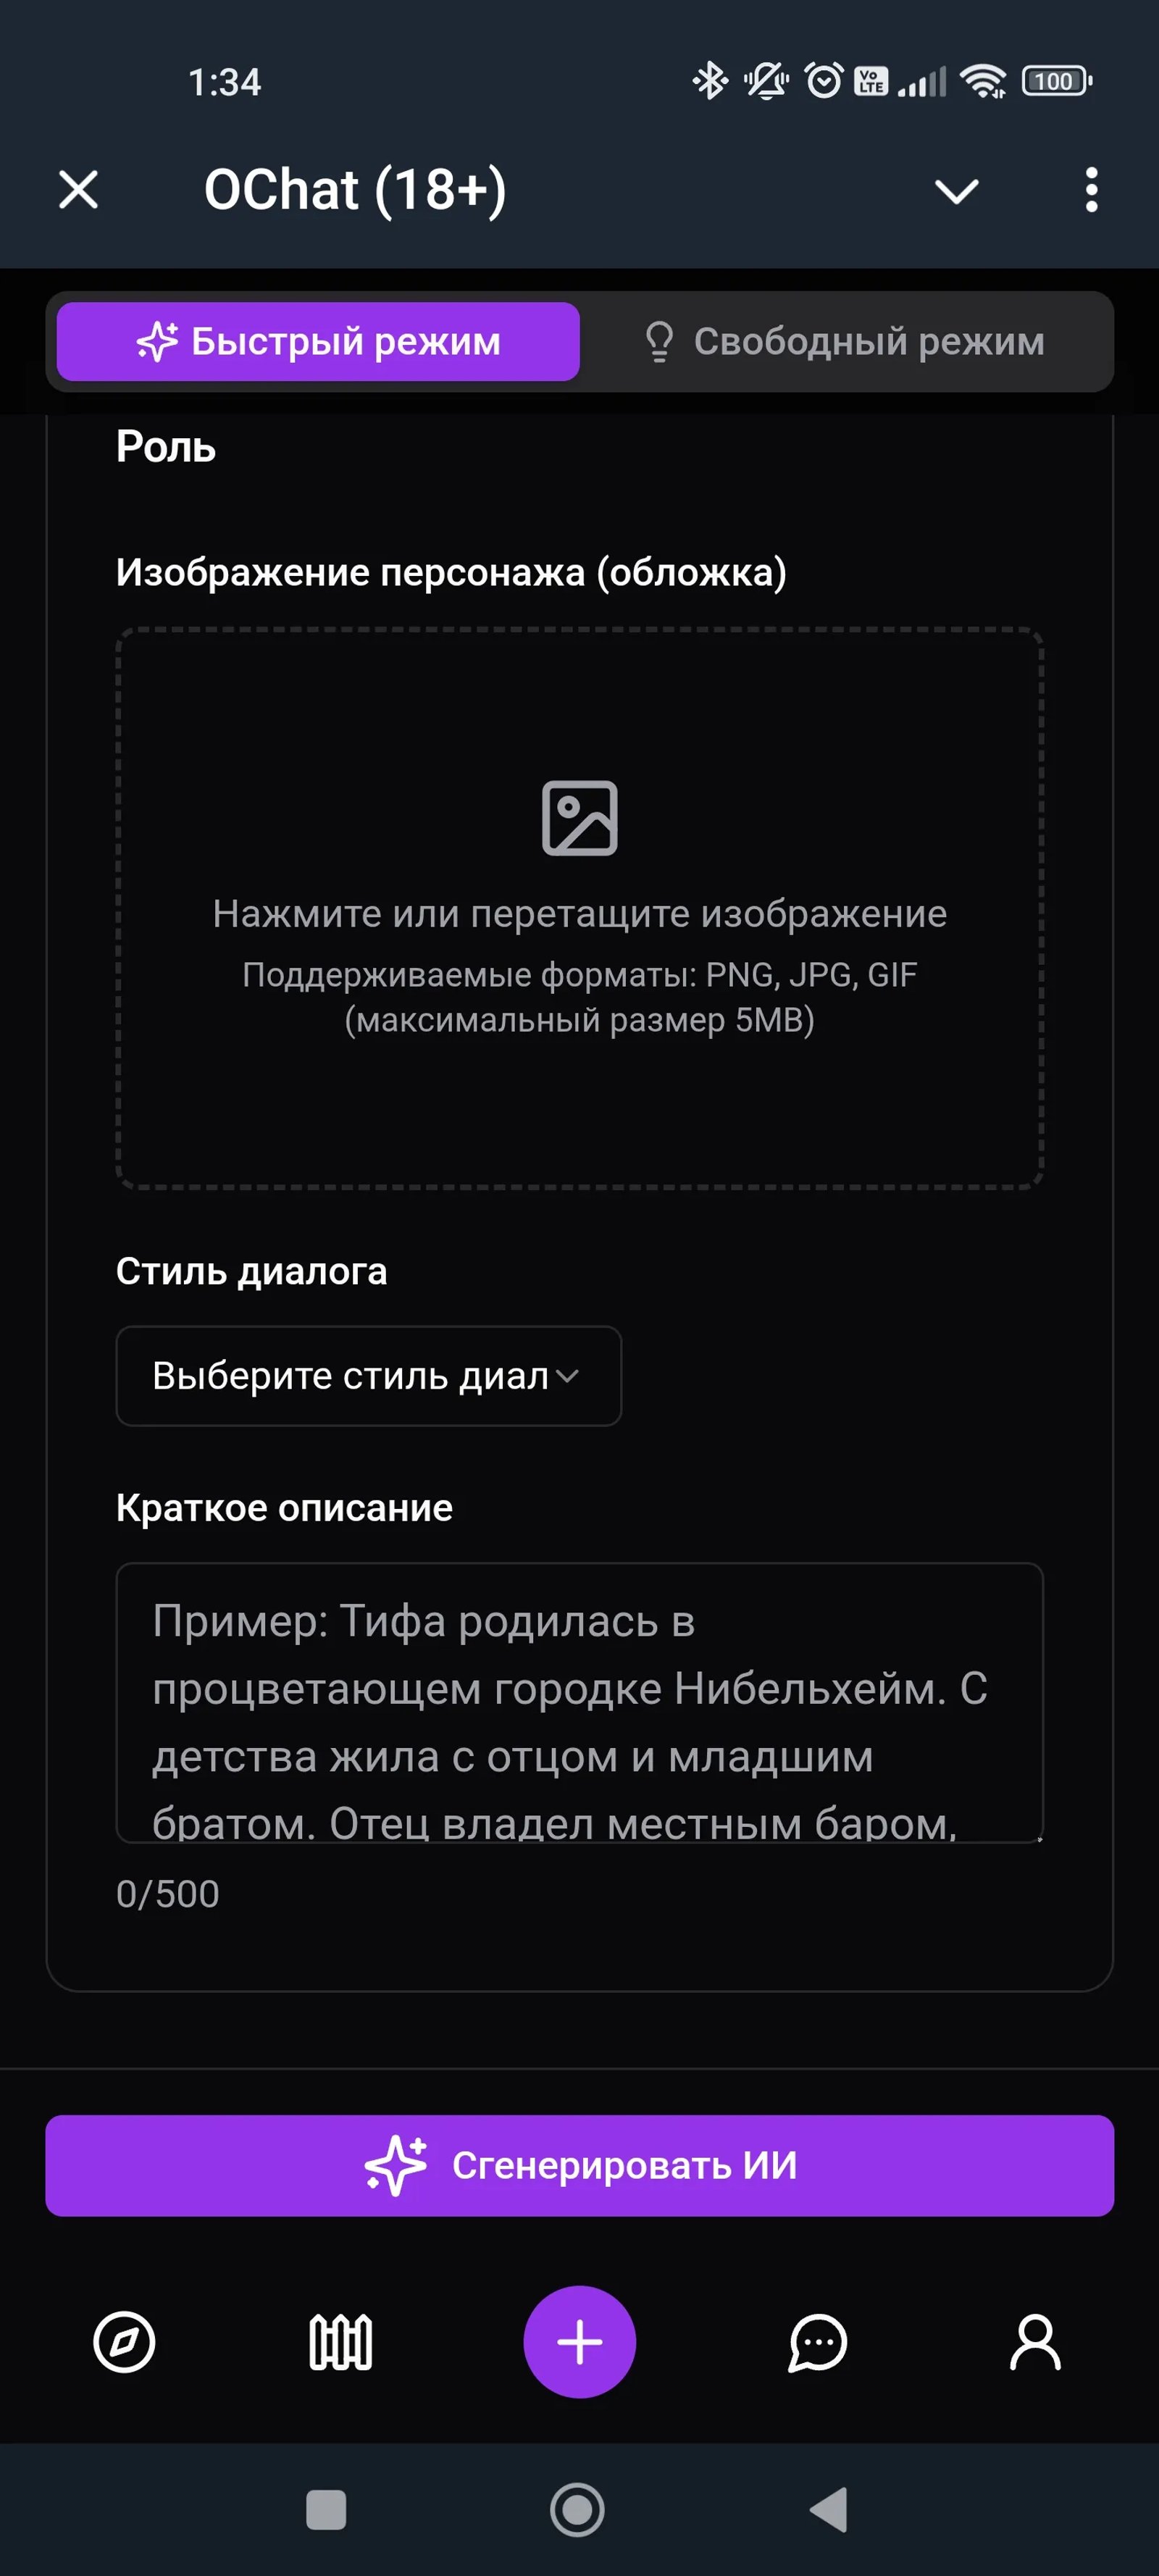 1:34
Vo LTE
100
OChat (18+)
Быстрый режим
Свободный режим
Роль
Изображение персонажа (обложка)
Нажмите или перетащите изображение
Поддерживаемые форматы: PNG, JPG, GIF
(максимальный размер 5MB)
Стиль диалога
Выберите стиль диал
Краткое описание
Пример: Тифа родилась в
процветающем городке Нибельхейм. С
детства жила с отцом и младшим
братом. Отец владел местным баром,
0/500
Сгенерировать ИИ